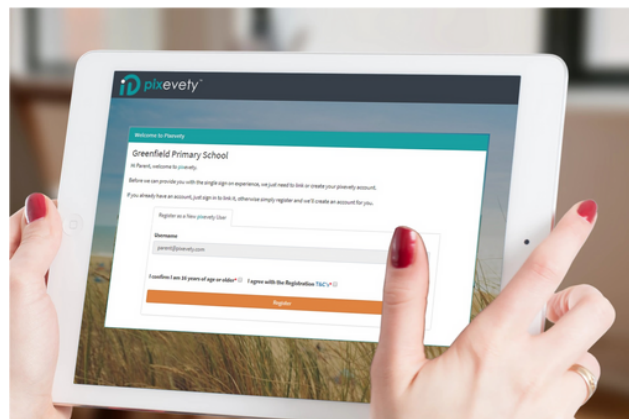 pixevety™
Welcome to Pixevety
Greenfield Primary School
Hi Parent, welcome to pixevety.
Before we can provide you with the single sign on experience, we just need to link or create your pixevety account.
If you already have an account, just sign in to link it, otherwise simply register and we'll create an account for you.
Register as a New pixevety User
Username
parent@pixevety.com
I confirm I am 16 years of age or older* I agree with the Registration T&C's*
Register